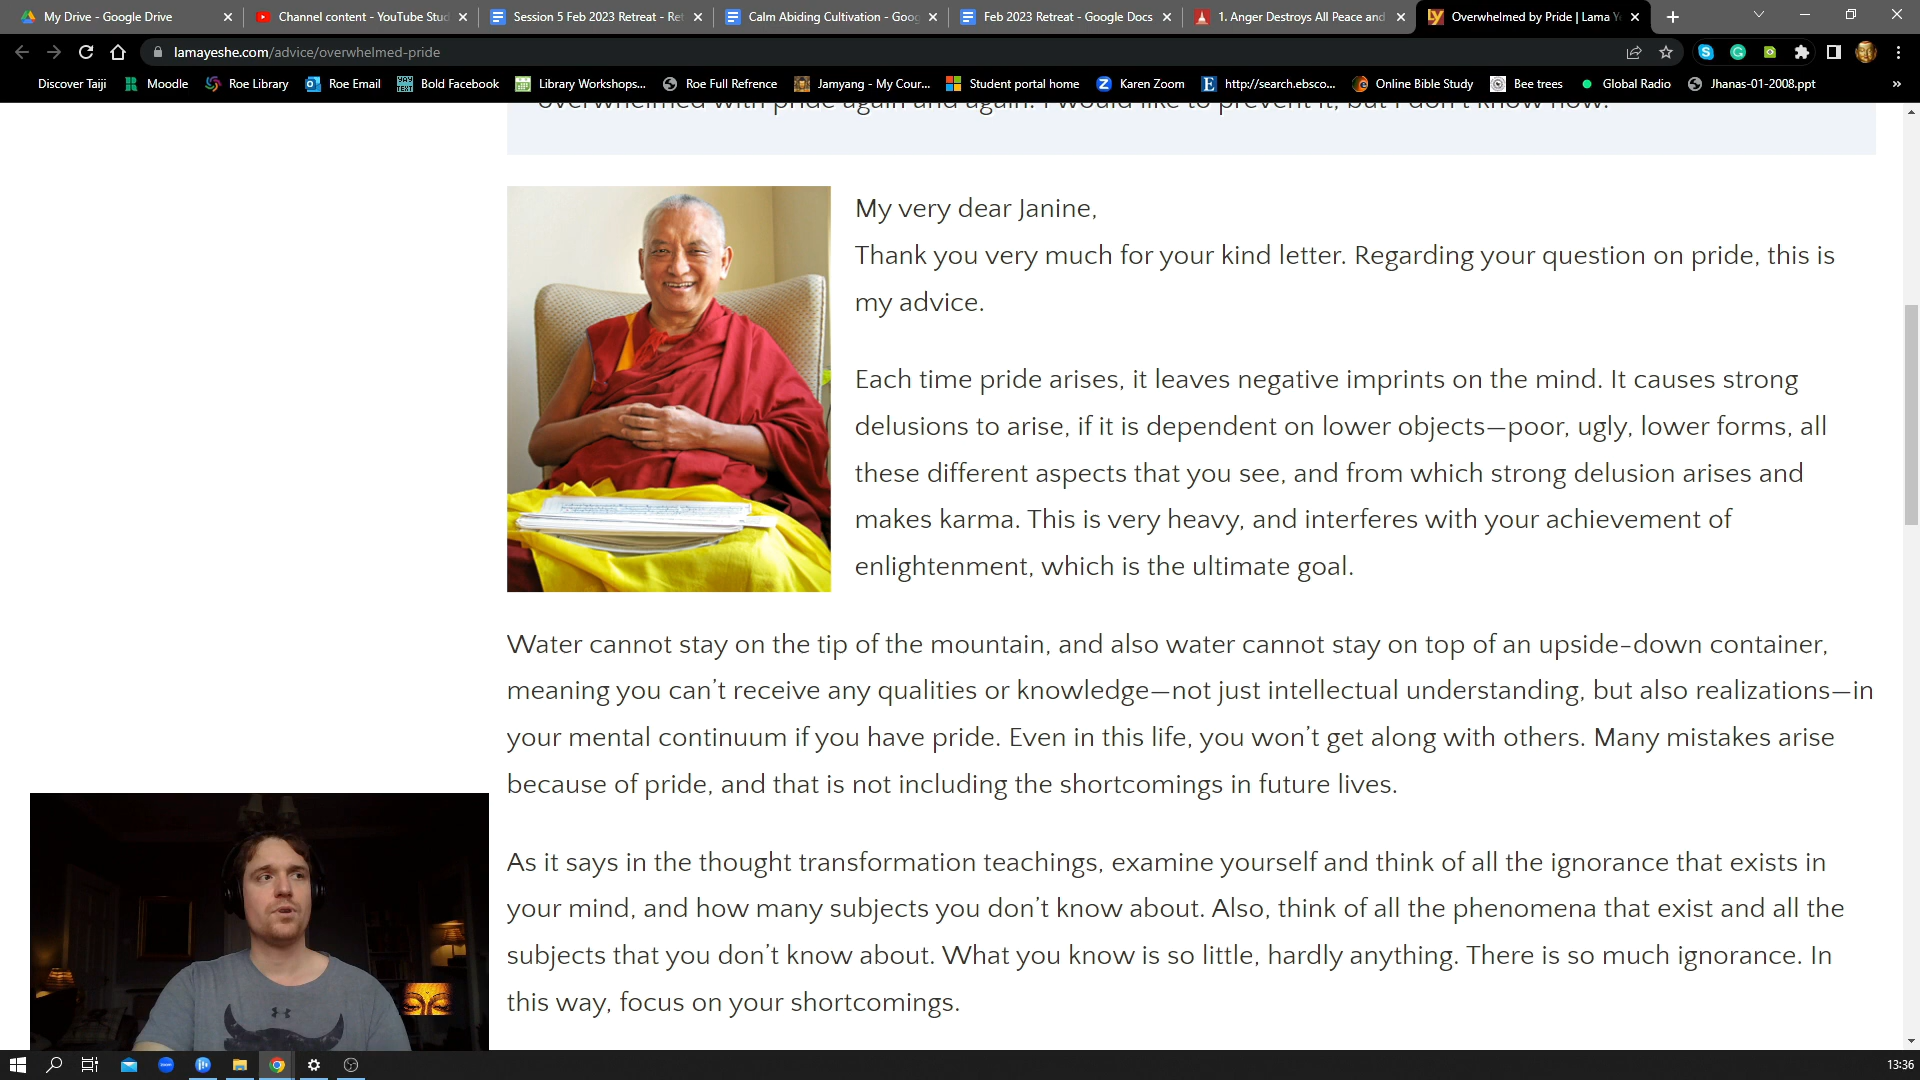 My Drive - Google Drive
Channel content - YouTube Stud
Session 5 Feb 2023 Retreat - Ret
Calm Abiding Cultivation - Goog
Feb 2023 Retreat - Google Docs
1. Anger Destroys All Peace and
Overwhelmed by Pride | Lama Y
lamayeshe.com/advice/overwhelmed-pride
Discover Taiji
Moodle
Roe Library
Roe Email
Bold Facebook
Library Workshops...
Roe Full Refrence
Jamyang - My Cour...
Student portal home
Karen Zoom
http://search.ebsco...
Online Bible Study
Bee trees
Global Radio
Jhanas-01-2008.ppt
»
overwhelmed with pride again and again. I would like to prevent it, but I don't know how.
My very dear Janine,
Thank you very much for your kind letter. Regarding your question on pride, this is
my advice.
Each time pride arises, it leaves negative imprints on the mind. It causes strong
delusions to arise, if it is dependent on lower objects—poor, ugly, lower forms, all
these different aspects that you see, and from which strong delusion arises and
makes karma. This is very heavy, and interferes with your achievement of
enlightenment, which is the ultimate goal.
Water cannot stay on the tip of the mountain, and also water cannot stay on top of an upside-down container,
meaning you can't receive any qualities or knowledge—not just intellectual understanding, but also realizations—in
your mental continuum if you have pride. Even in this life, you won't get along with others. Many mistakes arise
because of pride, and that is not including the shortcomings in future lives.
As it says in the thought transformation teachings, examine yourself and think of all the ignorance that exists in
your mind, and how many subjects you don't know about. Also, think of all the phenomena that exist and all the
subjects that you don't know about. What you know is so little, hardly anything. There is so much ignorance. In
this way, focus on your shortcomings.
13:36